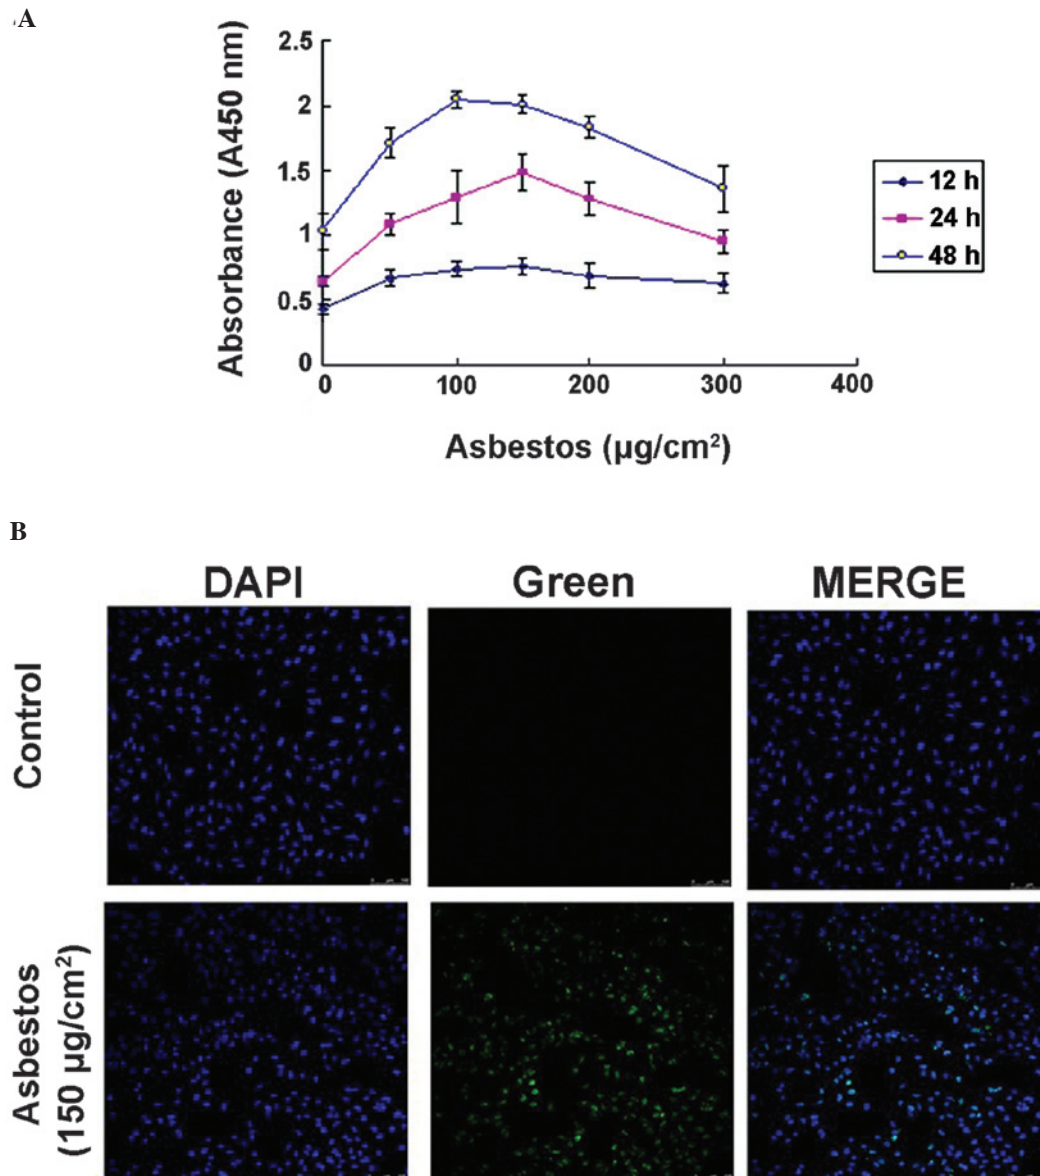 A
2.5
2
1.5
1
0.5
0
Absorbance (A450 nm)
0 100 200 300 400
Asbestos (µg/cm²)
12 h
24 h
48 h
B
DAPI Green MERGE
Control
Asbestos
(150 µg/cm²)